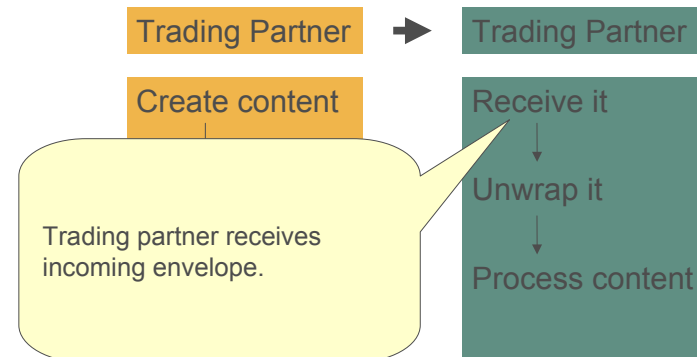 Trading Partner
Trading Partner
Create content
Receive it
Unwrap it
Process content
Trading partner receives
incoming envelope.